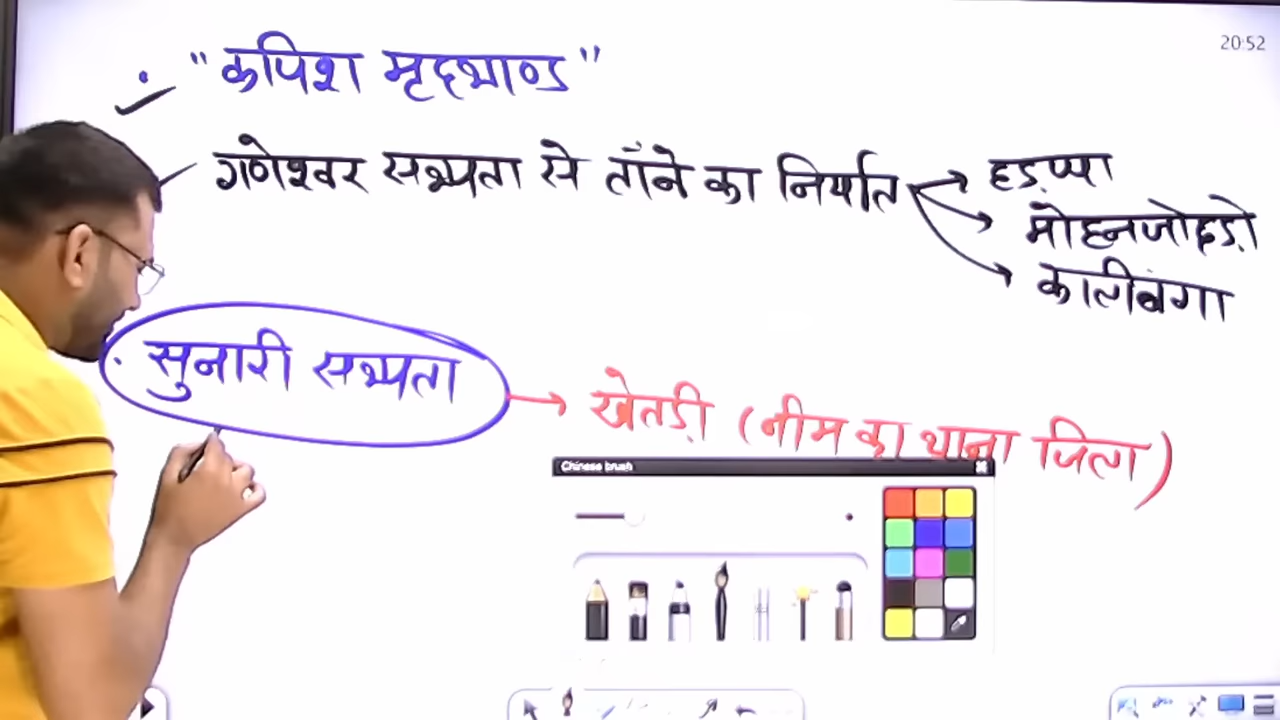 20:52
"कपिश मृदभाण्ड"
गणेश्वर सभ्यता से ताँबे का निर्यात → हड़प्पा
→ मोहनजोदड़ो
→ कालीबंगा
सुनारी सभ्यता → खेतड़ी (नीम का थाना जिला)
Chinese brush